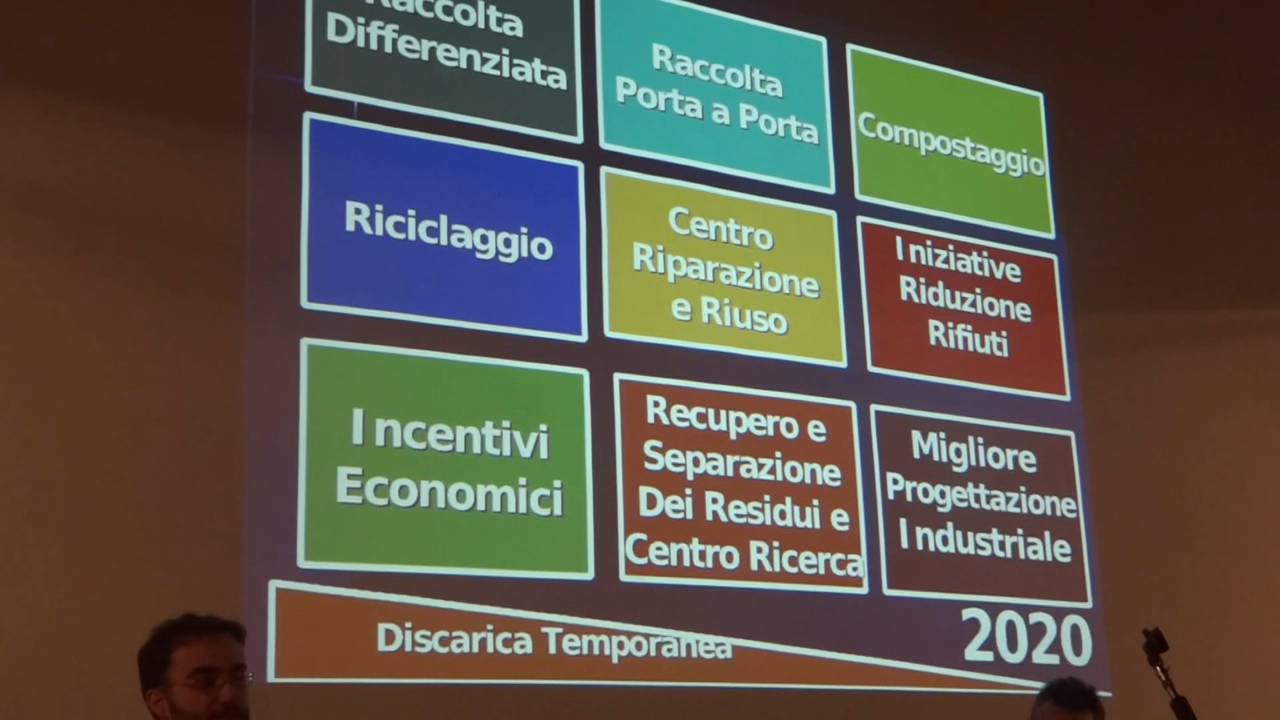 Raccolta
Differenziata
Raccolta
Porta a Porta
Compostaggio
Riciclaggio
Centro
Riparazione
e Riuso
Iniziative
Riduzione
Rifiuti
Incentivi
Economici
Recupero e
Separazione
Dei Residui e
Centro Ricerca
Migliore
Progettazione
Industriale
Discarica Temporanea
2020